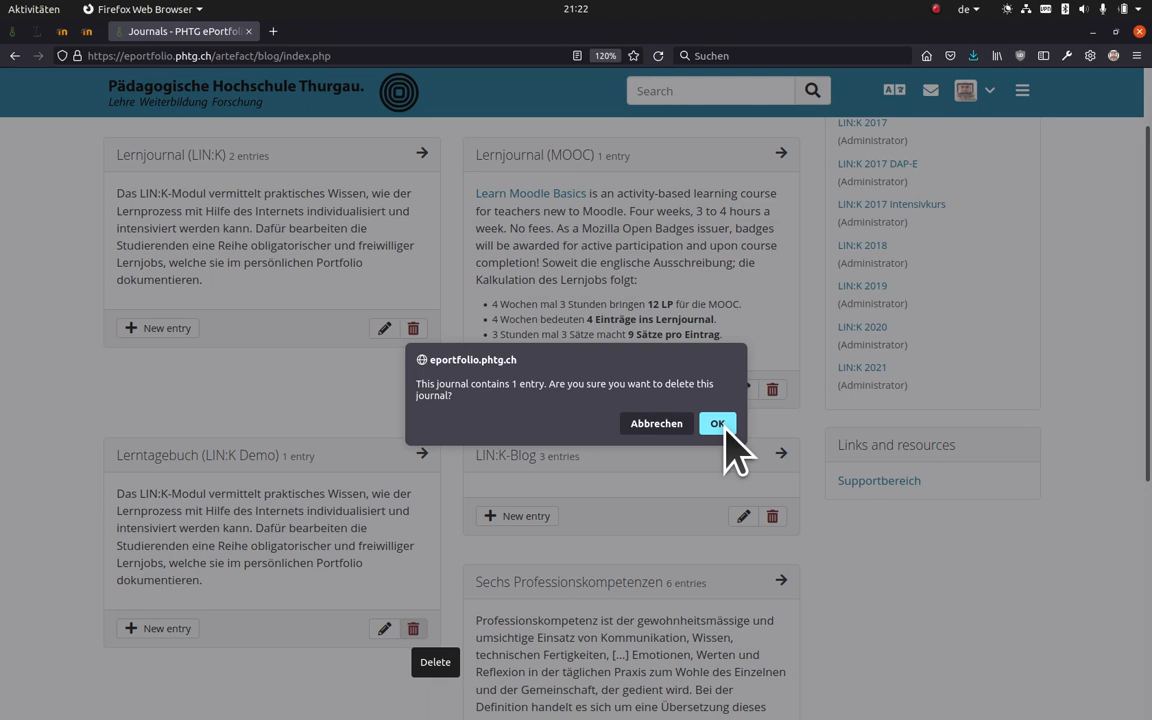 Aktivitäten
Firefox Web Browser
21:22
de
Journals - PHTG ePortfoli
https://eportfolio.phtg.ch/artefact/blog/index.php
120%
Suchen
Pädagogische Hochschule Thurgau.
Lehre Weiterbildung Forschung
Search
Lernjournal (LIN:K) 2 entries
Das LIN:K-Modul vermittelt praktisches Wissen, wie der
Lernprozess mit Hilfe des Internets individualisiert und
intensiviert werden kann. Dafür bearbeiten die
Studierenden eine Reihe obligatorischer und freiwilliger
Lernjobs, welche sie im persönlichen Portfolio
dokumentieren.
New entry
Lernjournal (MOOC) 1 entry
Learn Moodle Basics is an activity-based learning course
for teachers new to Moodle. Four weeks, 3 to 4 hours a
week. No fees. As a Mozilla Open Badges issuer, badges
will be awarded for active participation and upon course
completion! Soweit die englische Ausschreibung; die
Kalkulation des Lernjobs folgt:
4 Wochen mal 3 Stunden bringen 12 LP für die MOOC.
4 Wochen bedeuten 4 Einträge ins Lernjournal.
3 Stunden mal 3 Sätze macht 9 Sätze pro Eintrag.
LIN:K 2017
(Administrator)
LIN:K 2017 DAP-E
(Administrator)
LIN:K 2017 Intensivkurs
(Administrator)
LIN:K 2018
(Administrator)
LIN:K 2019
(Administrator)
LIN:K 2020
(Administrator)
LIN:K 2021
(Administrator)
Links and resources
Supportbereich
eportfolio.phtg.ch
This journal contains 1 entry. Are you sure you want to delete this
journal?
Abbrechen
OK
Lerntagebuch (LIN:K Demo) 1 entry
Das LIN:K-Modul vermittelt praktisches Wissen, wie der
Lernprozess mit Hilfe des Internets individualisiert und
intensiviert werden kann. Dafür bearbeiten die
Studierenden eine Reihe obligatorischer und freiwilliger
Lernjobs, welche sie im persönlichen Portfolio
dokumentieren.
New entry
Delete
LIN:K-Blog 3 entries
New entry
Sechs Professionskompetenzen 6 entries
Professionskompetenz ist der gewohnheitsmässige und
umsichtige Einsatz von Kommunikation, Wissen,
technischen Fertigkeiten, [...] Emotionen, Werten und
Reflexion in der täglichen Praxis zum Wohle des Einzelnen
und der Gemeinschaft, der gedient wird. Bei der
Definition handelt es sich um eine Übersetzung dieses